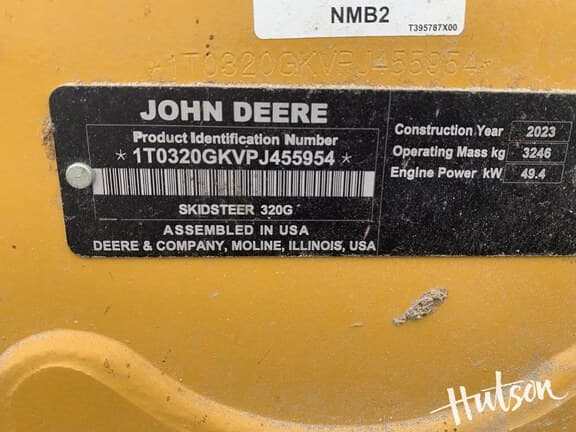 NMB2
T395787X00
*1T0320GKVPJ455954*
JOHN DEERE
Product Identification Number
*1T0320GKVPJ455954*
SKIDSTEER 320G
ASSEMBLED IN USA
DEERE & COMPANY, MOLINE, ILLINOIS, USA
Construction Year 2023
Operating Mass kg 3246
Engine Power kW 49.4
Hutson